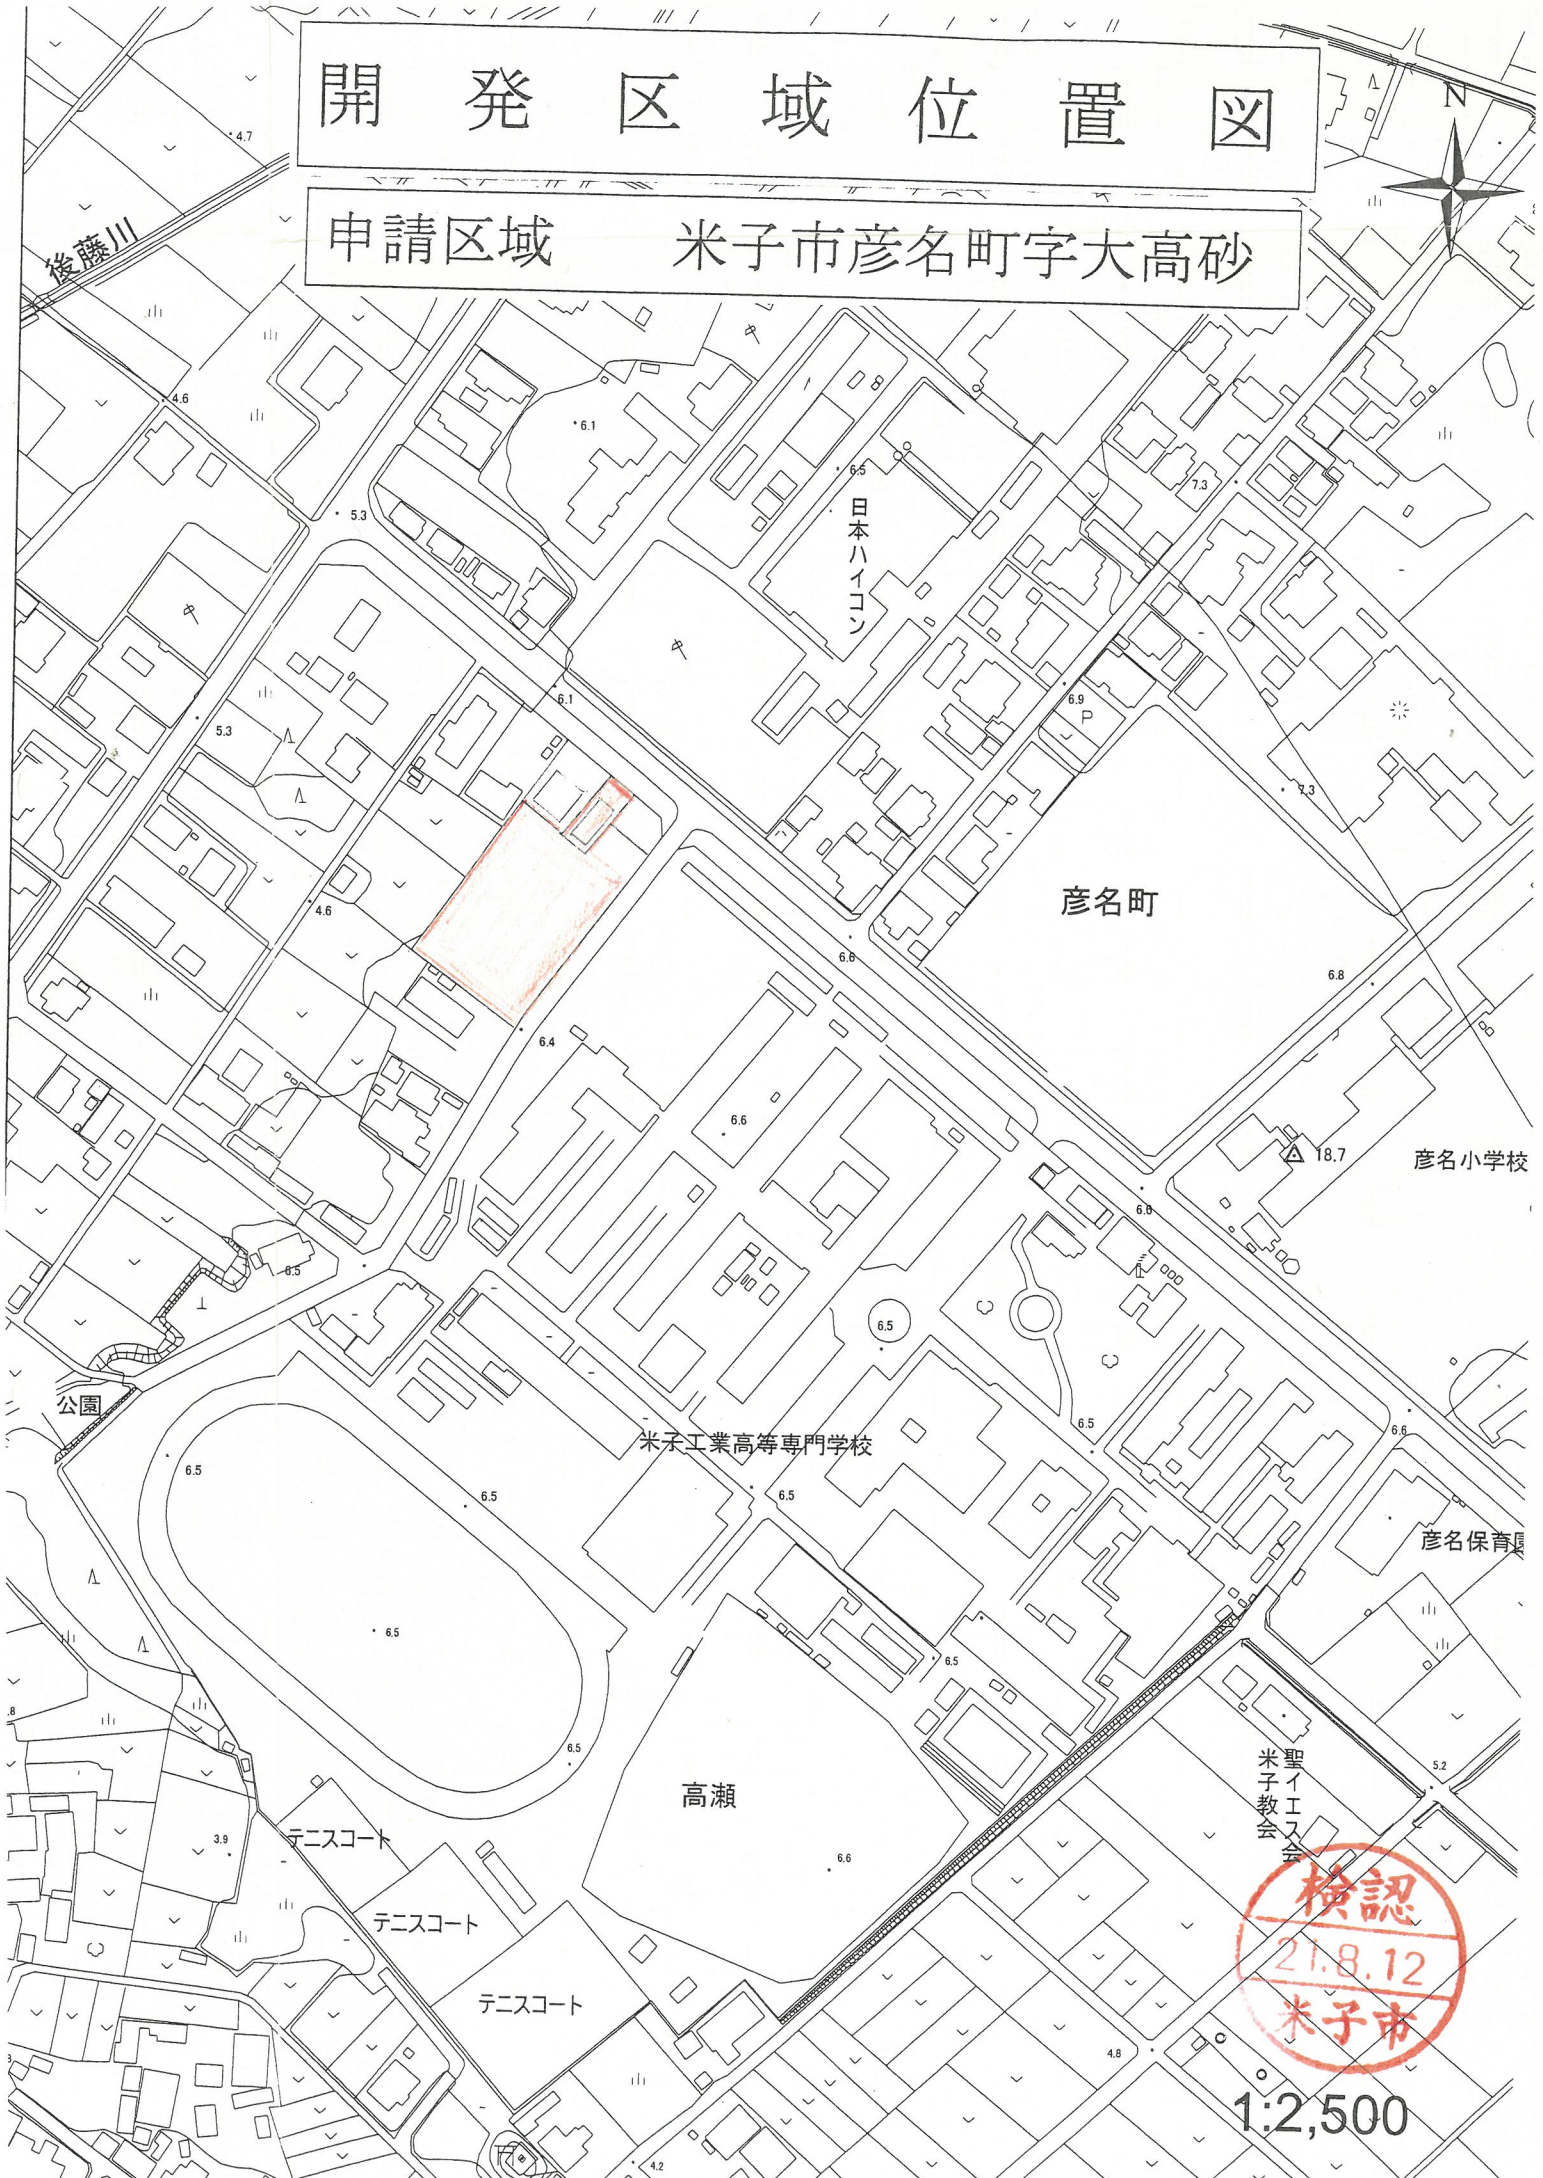 開発区域位置図
N
申請区域 米子市彦名町字大高砂
4.7
後藤川
4.6
6.1
6.5
5.3
7.3
日本ハイコン
6.1
6.9
P
5.3
7.3
4.6
彦名町
6.6
6.8
6.4
6.6
18.7
彦名小学校
6.6
6.5
6.5
公園
6.5
6.6
米子工業高等専門学校
6.5
6.5
6.5
彦名保育園
6.5
6.5
6.5
5.2
聖イエス会
米子教会
高瀬
3.9
テニスコート
6.6
検認
21.8.12
米子市
テニスコート
テニスコート
4.8
1:2,500
4.2